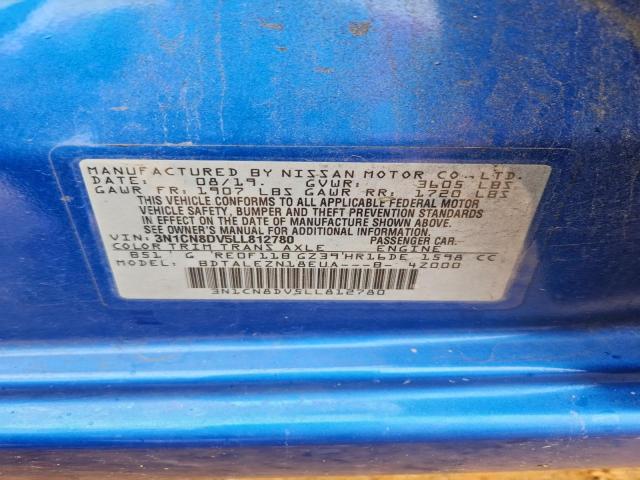 MANUFACTURED BY NISSAN MOTOR CO., LTD.
DATE: 08/19. GVWR: 3605 LBS
GAWR FR: 1907 LBS GAWR RR: 1720 LBS
THIS VEHICLE CONFORMS TO ALL APPLICABLE FEDERAL MOTOR
VEHICLE SAFETY, BUMPER AND THEFT PREVENTION STANDARDS
IN EFFECT ON THE DATE OF MANUFACTURE SHOWN ABOVE.
SEE OWNER'S MANUAL FOR ADDITIONAL INFORMATION.
VIN: 3N1CN8DV5LL812780 PASSENGER CAR.
COLOR TRIM TRANS AXLE ENGINE
B51 G RE0F11B GZ39 HR16DE 1598 CC
MODEL: BDTALEZN18EUA---B- 4Z000
3N1CN8DV5LL812780